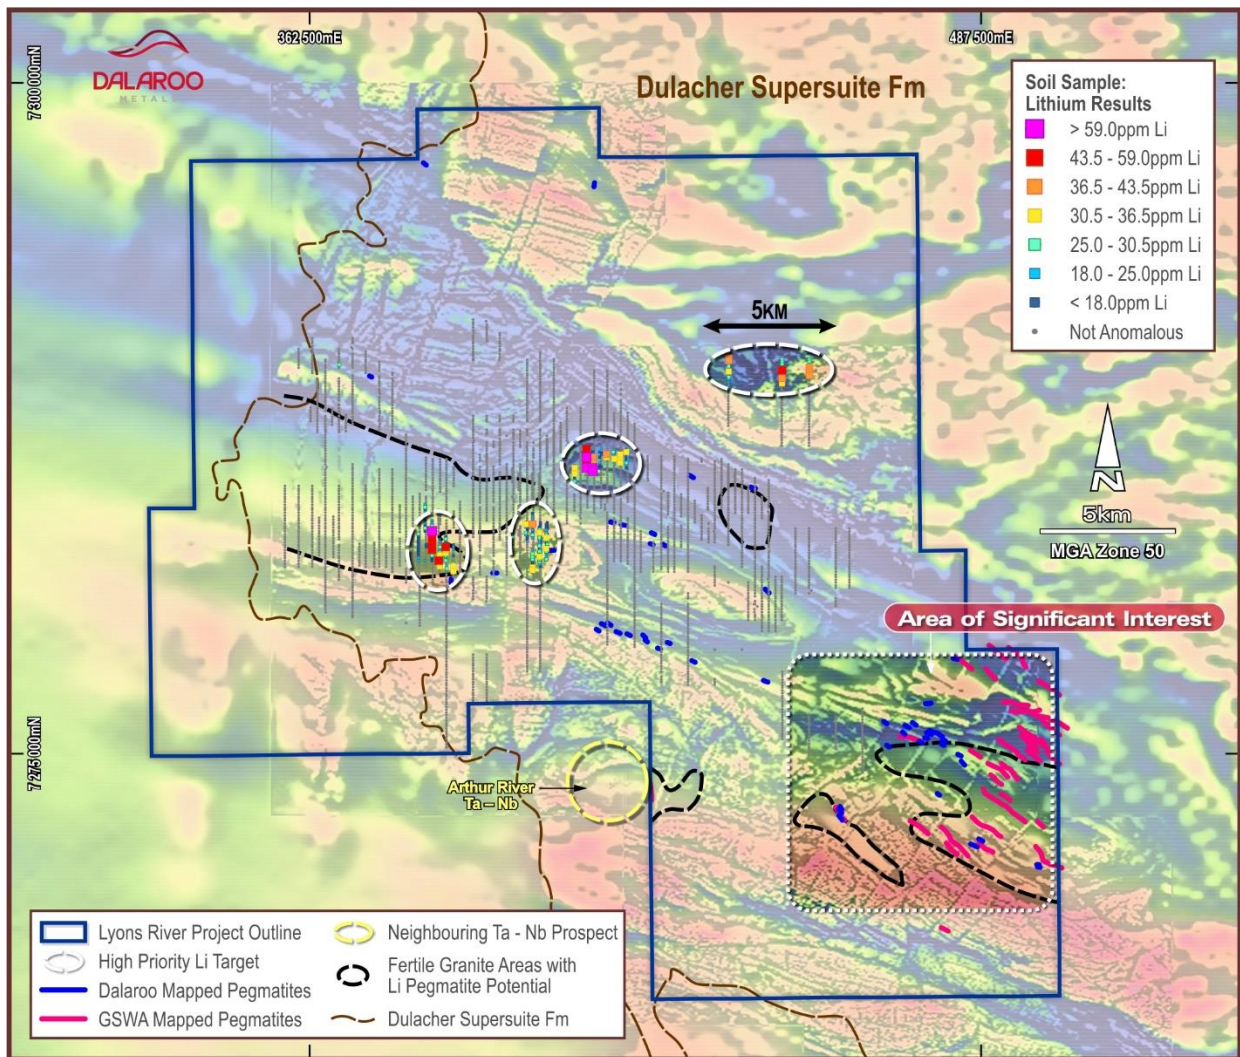 362 500mE
487 500mE
7 300 000mN
DALAROO
METALS
Dulacher Supersuite Fm
Soil Sample:
Lithium Results
> 59.0ppm Li
43.5 - 59.0ppm Li
36.5 - 43.5ppm Li
30.5 - 36.5ppm Li
25.0 - 30.5ppm Li
18.0 - 25.0ppm Li
< 18.0ppm Li
Not Anomalous
5KM
N
5km
MGA Zone 50
Area of Significant Interest
7 275 000mN
Arthur River
Ta – Nb
Lyons River Project Outline
High Priority Li Target
Dalaroo Mapped Pegmatites
GSWA Mapped Pegmatites
Neighbouring Ta - Nb Prospect
Fertile Granite Areas with
Li Pegmatite Potential
Dulacher Supersuite Fm